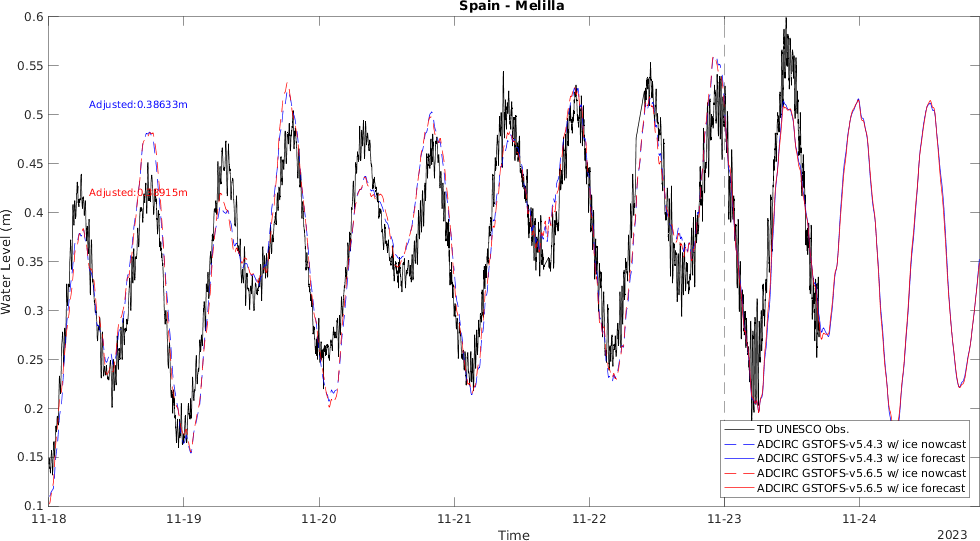 Spain - Melilla
0.6
0.55
0.5
0.45
0.4
0.35
0.3
0.25
0.2
0.15
0.1
Water Level (m)
Adjusted:0.38633m
TD UNESCO Obs.
ADCIRC GSTOFS-v5.4.3 w/ ice nowcast
ADCIRC GSTOFS-v5.4.3 w/ ice forecast
ADCIRC GSTOFS-v5.6.5 w/ ice nowcast
ADCIRC GSTOFS-v5.6.5 w/ ice forecast
11-18
11-19
11-20
11-21
11-22
11-23
11-24
Time
2023